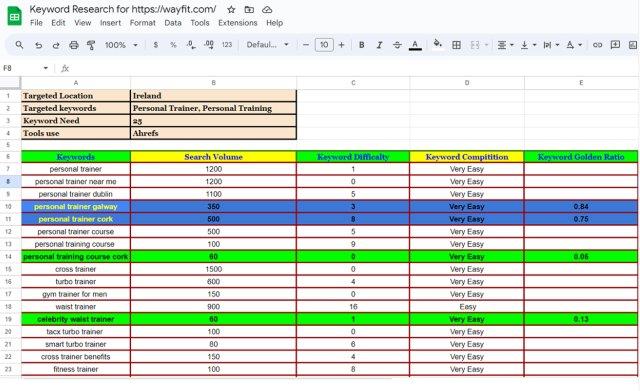 Keyword Research for https://wayfit.com/
File Edit View Insert Format Data Tools Extensions Help
100% $ % .0 .00 123 Defaul... - 10 + B I A
F8 fx
A B C D E
1 Targeted Location Ireland
2 Targeted keywords Personal Trainer, Personal Training
3 Keyword Need 25
4 Tools use Ahrefs
5
6 Keywords Search Volume Keyword Difficulty Keyword Compitition Keyword Golden Ratio
7 personal trainer 1200 1 Very Easy
8 personal trainer near me 1200 0 Very Easy
9 personal trainer dublin 1100 5 Very Easy
10 personal trainer galway 350 3 Very Easy 0.84
11 personal trainer cork 500 8 Very Easy 0.75
12 personal trainer course 500 5 Very Easy
13 personal training course 100 9 Very Easy
14 personal training course cork 60 0 Very Easy 0.06
15 cross trainer 1500 0 Very Easy
16 turbo trainer 600 4 Very Easy
17 gym trainer for men 150 0 Very Easy
18 waist trainer 900 16 Easy
19 celebrity waist trainer 60 1 Very Easy 0.13
20 tacx turbo trainer 100 0 Very Easy
21 smart turbo trainer 80 6 Very Easy
22 cross trainer benefits 150 4 Very Easy
23 fitness trainer 100 8 Very Easy